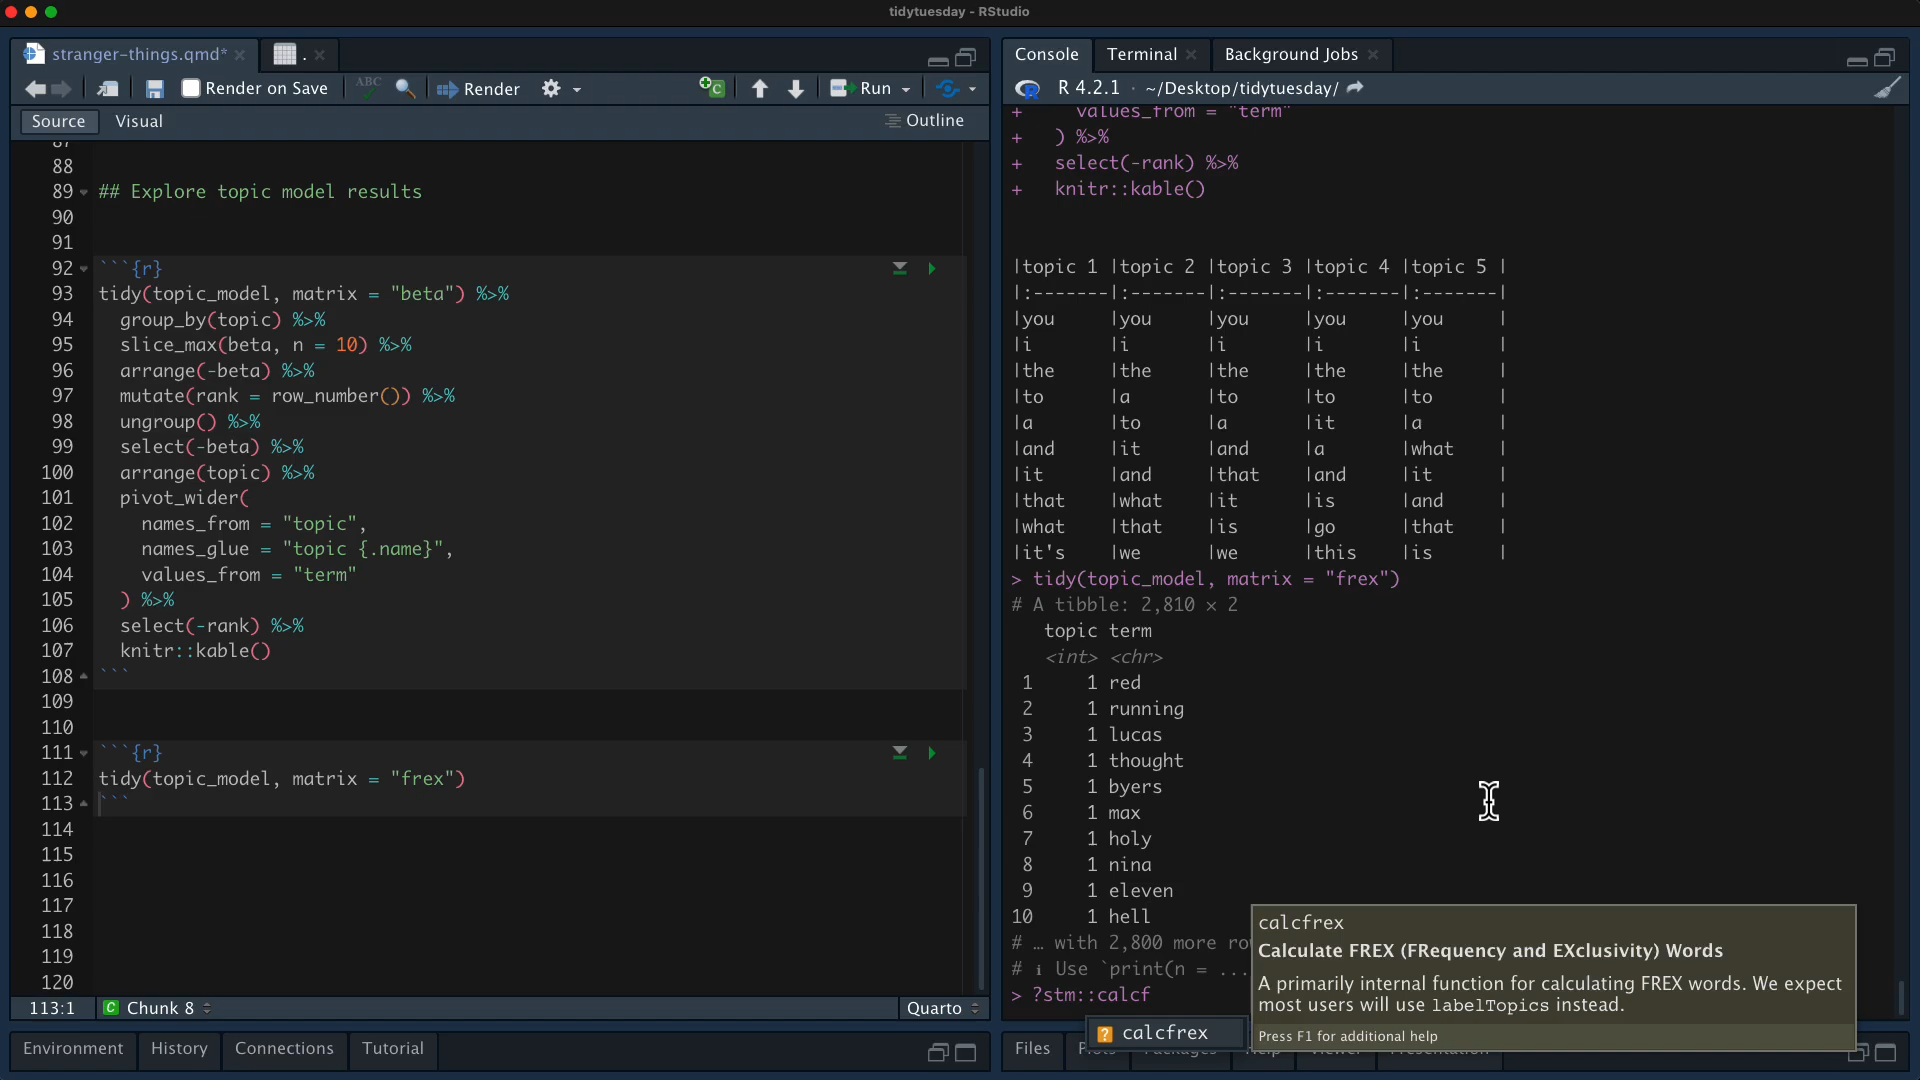 tidytuesday - RStudio
stranger-things.qmd*
.
Render on Save
ABC
Render
Run
Source
Visual
Outline
87
88
89 ## Explore topic model results
90
91
92 ```{r}
93 tidy(topic_model, matrix = "beta") %>%
94   group_by(topic) %>%
95   slice_max(beta, n = 10) %>%
96   arrange(-beta) %>%
97   mutate(rank = row_number()) %>%
98   ungroup() %>%
99   select(-beta) %>%
100   arrange(topic) %>%
101   pivot_wider(
102     names_from = "topic",
103     names_glue = "topic {.name}",
104     values_from = "term"
105   ) %>%
106   select(-rank) %>%
107   knitr::kable()
108 ```
109
110
111 ```{r}
112 tidy(topic_model, matrix = "frex")
113 ```
114
115
116
117
118
119
120
113:1
C Chunk 8
Quarto
Environment
History
Connections
Tutorial
Console
Terminal
Background Jobs
R 4.2.1 · ~/Desktop/tidytuesday/
+     values_from = "term"
+   ) %>%
+   select(-rank) %>%
+   knitr::kable()
|topic 1 |topic 2 |topic 3 |topic 4 |topic 5 |
|:-------|:-------|:-------|:-------|:-------|
|you     |you     |you     |you     |you     |
|i       |i       |i       |i       |i       |
|the     |the     |the     |the     |the     |
|to      |a       |to      |to      |to      |
|a       |to      |a       |it      |a       |
|and     |it      |and     |a       |what    |
|it      |and     |that    |and     |it      |
|that    |what    |it      |is      |and     |
|what    |that    |is      |go      |that    |
|it's    |we      |we      |this    |is      |
> tidy(topic_model, matrix = "frex")
# A tibble: 2,810 × 2
   topic term
   <int> <chr>
 1     1 red
 2     1 running
 3     1 lucas
 4     1 thought
 5     1 byers
 6     1 max
 7     1 holy
 8     1 nina
 9     1 eleven
10     1 hell
# … with 2,800 more
# ℹ Use `print(n = ...
> ?stm::calcf
calcfrex
calcfrex
Calculate FREX (FRequency and EXclusivity) Words
A primarily internal function for calculating FREX words. We expect
most users will use labelTopics instead.
Press F1 for additional help
Files